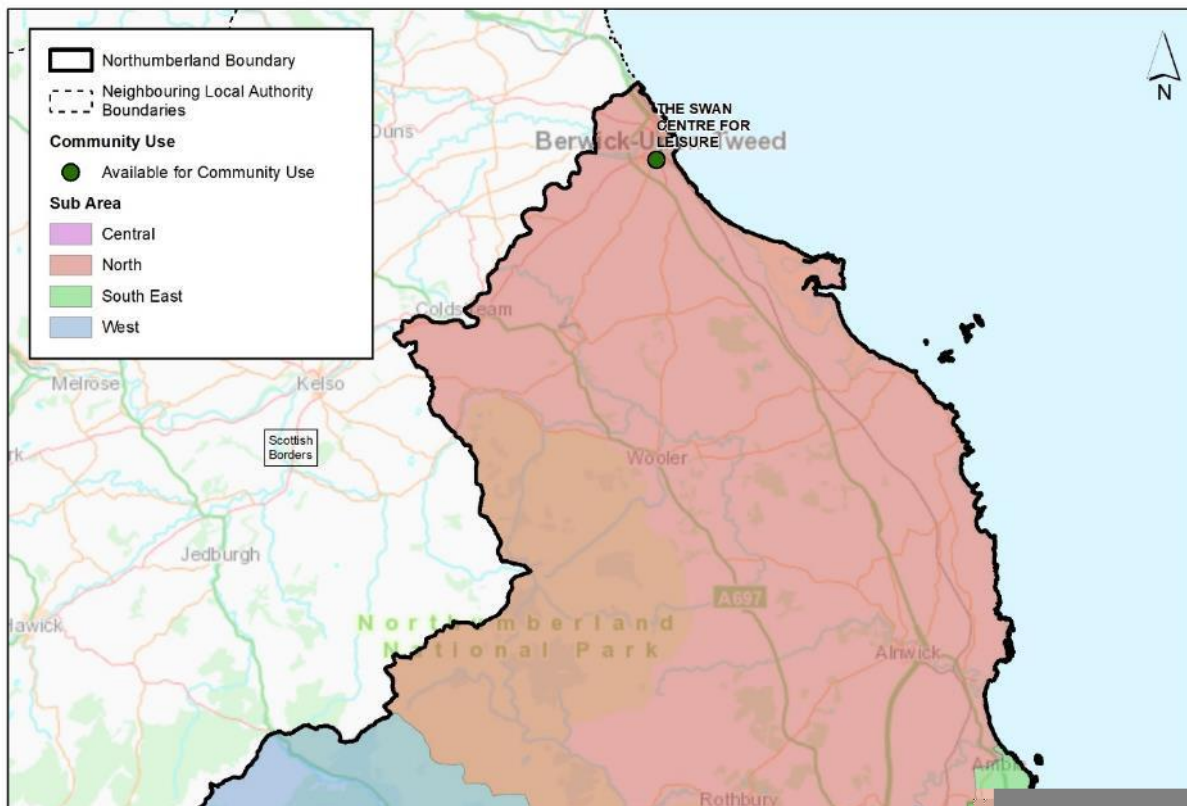 Northumberland Boundary
Neighbouring Local Authority
Boundaries
Community Use
Available for Community Use
Sub Area
Central
North
South East
West
N
THE SWAN
CENTRE FOR
LEISURE
Duns
Berwick-U Tweed
Coldstream
Melrose
Kelso
Scottish
Borders
rk
Wooler
Jedburgh
A697
Hawick
Northumberland
National Park
Alnwick
Amble
Rothbury